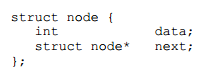 struct node {
   int            data;
   struct node*   next;
};